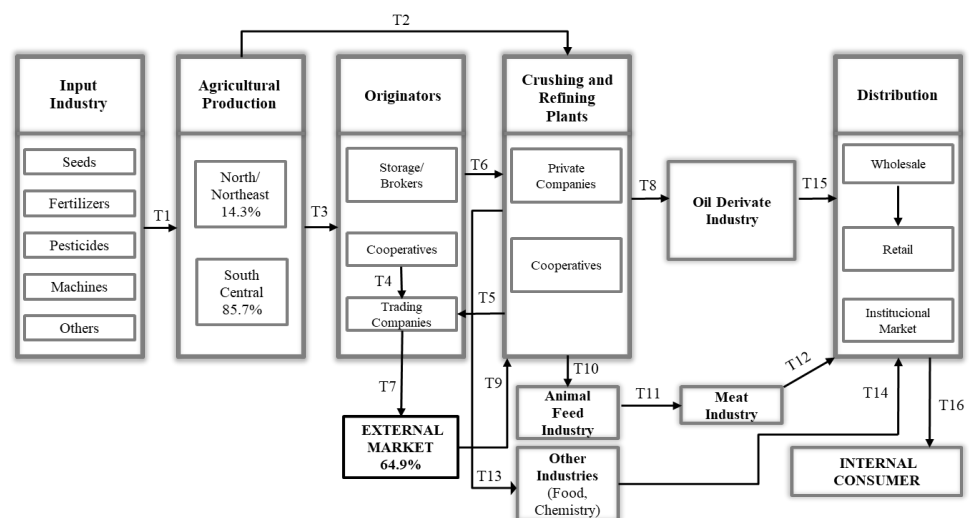 T2
Input
Industry
Agricultural
Production
Originators
Crushing and
Refining
Plants
Distribution
Seeds
Fertilizers
Pesticides
Machines
Others
T1
North/
Northeast
14.3%
South
Central
85.7%
T3
Storage/
Brokers
Cooperatives
T4
Trading
Companies
T6
T5
Private
Companies
Cooperatives
T8
Oil Derivate
Industry
T15
Wholesale
Retail
Institucional
Market
T7
T9
T10
T11
T12
T14
T16
EXTERNAL
MARKET
64.9%
Animal
Feed
Industry
Meat
Industry
T13
Other
Industries
(Food,
Chemistry)
INTERNAL
CONSUMER